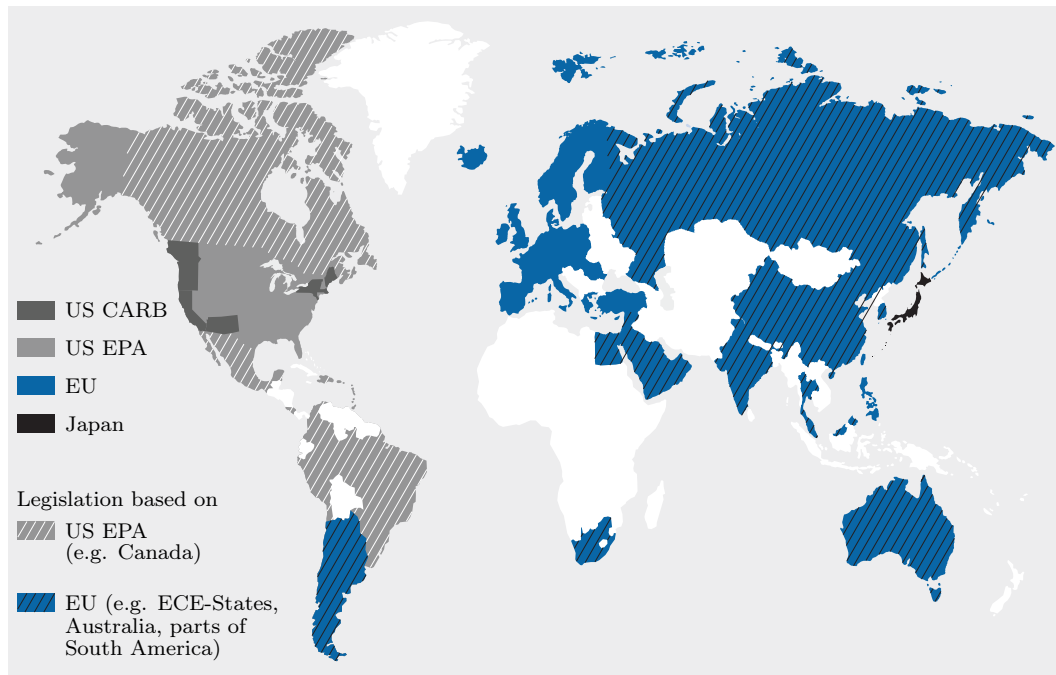 US CARB
US EPA
EU
Japan
Legislation based on
US EPA
(e.g. Canada)
EU (e.g. ECE-States,
Australia, parts of
South America)